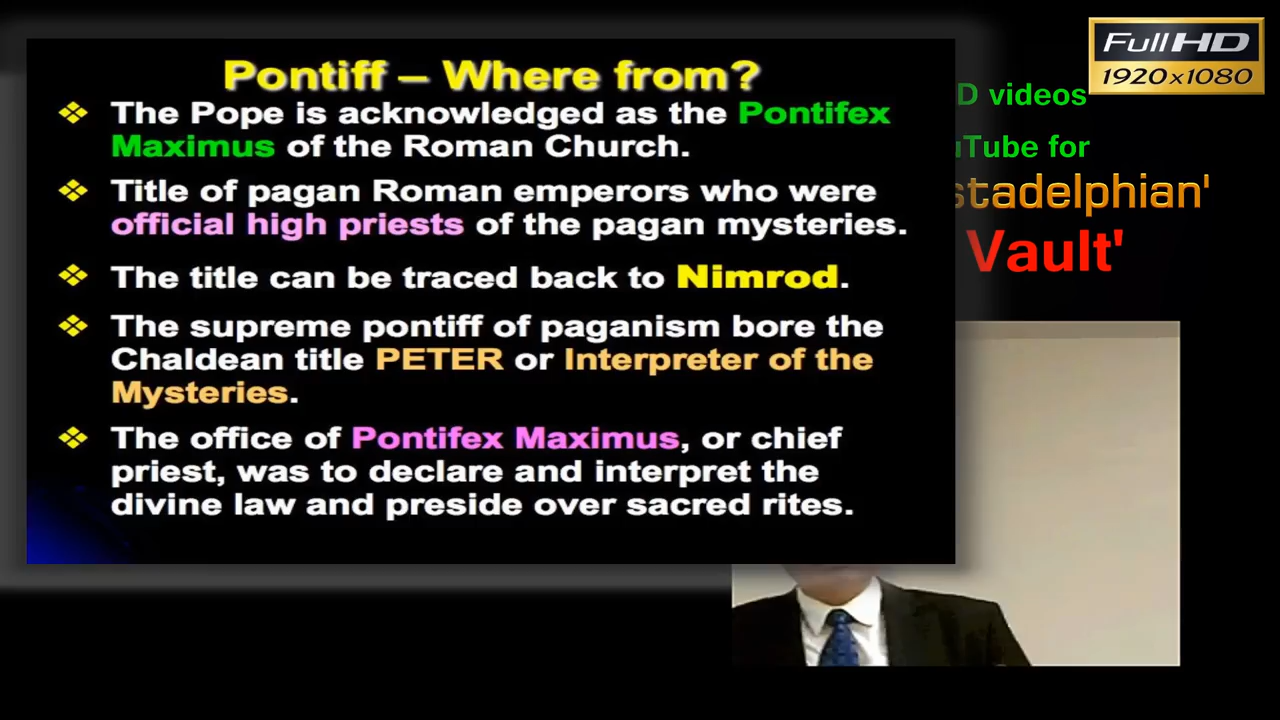 Pontiff – Where from?
❖ The Pope is acknowledged as the Pontifex
Maximus of the Roman Church.
❖ Title of pagan Roman emperors who were
official high priests of the pagan mysteries.
❖ The title can be traced back to Nimrod.
❖ The supreme pontiff of paganism bore the
Chaldean title PETER or Interpreter of the
Mysteries.
❖ The office of Pontifex Maximus, or chief
priest, was to declare and interpret the
divine law and preside over sacred rites.
Full HD
1920x1080
D videos
uTube for
stadelphian'
Vault'